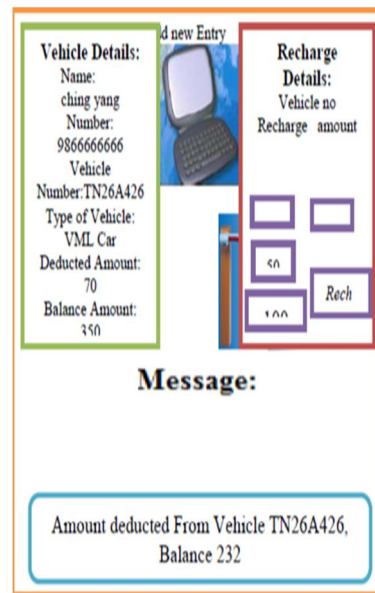 d new Entry
Vehicle Details:
Name:
ching yang
Number:
9866666666
Vehicle
Number:TN26A426
Type of Vehicle:
VML Car
Deducted Amount:
70
Balance Amount:
350
Recharge
Details:
Vehicle no
Recharge amount
50
100
Rech
Message:
Amount deducted From Vehicle TN26A426,
Balance 232